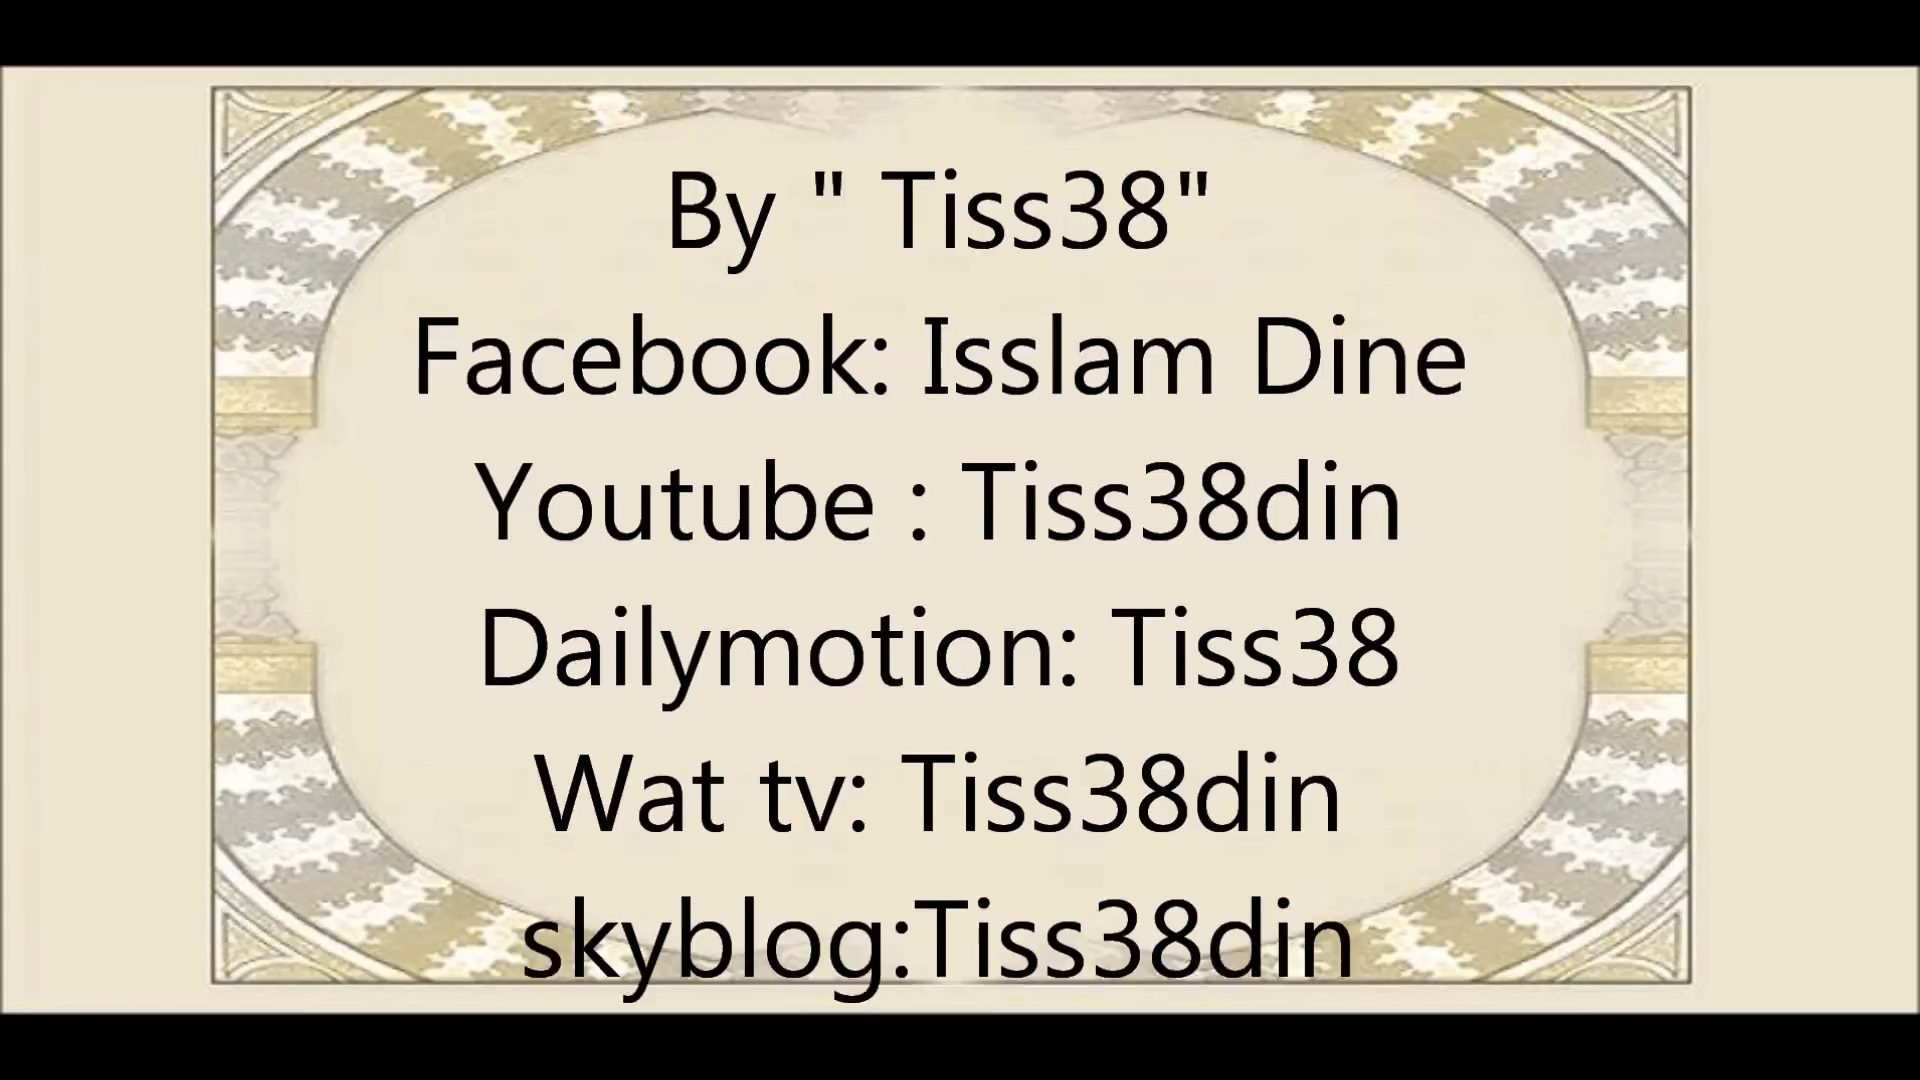 By " Tiss38"
Facebook: Isslam Dine
Youtube : Tiss38din
Dailymotion: Tiss38
Wat tv: Tiss38din
skyblog:Tiss38din